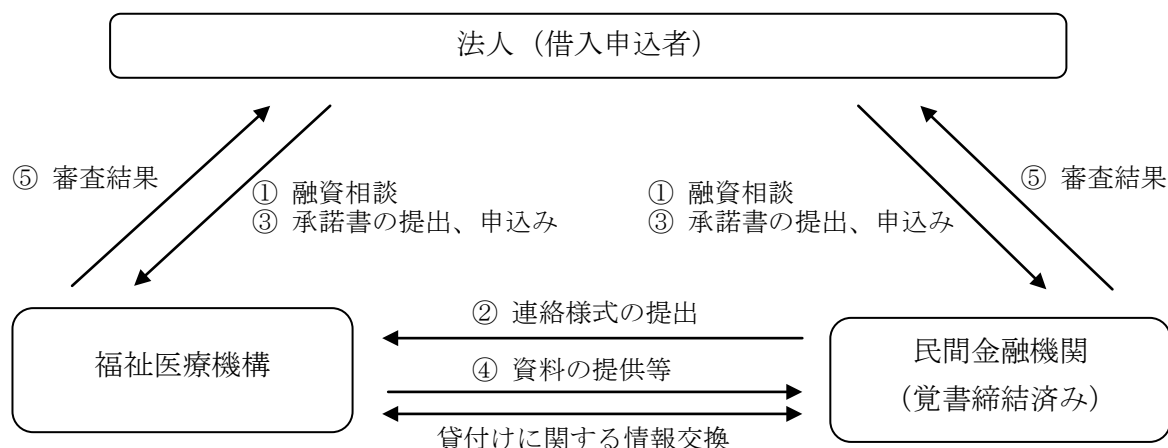 法人（借入申込者）
⑤ 審査結果
① 融資相談
③ 承諾書の提出、申込み
① 融資相談
③ 承諾書の提出、申込み
⑤ 審査結果
② 連絡様式の提出
福祉医療機構
④ 資料の提供等
民間金融機関
（覚書締結済み）
貸付けに関する情報交換